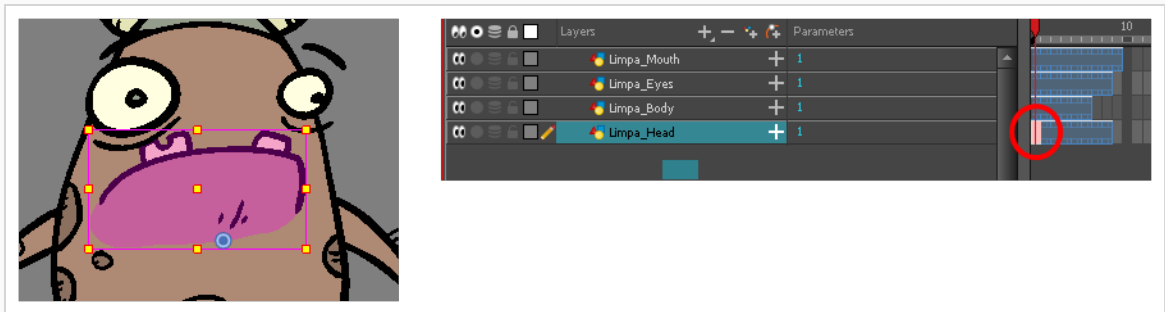 Layers Parameters 10
Limpa_Mouth 1
Limpa_Eyes 1
Limpa_Body 1
Limpa_Head 1